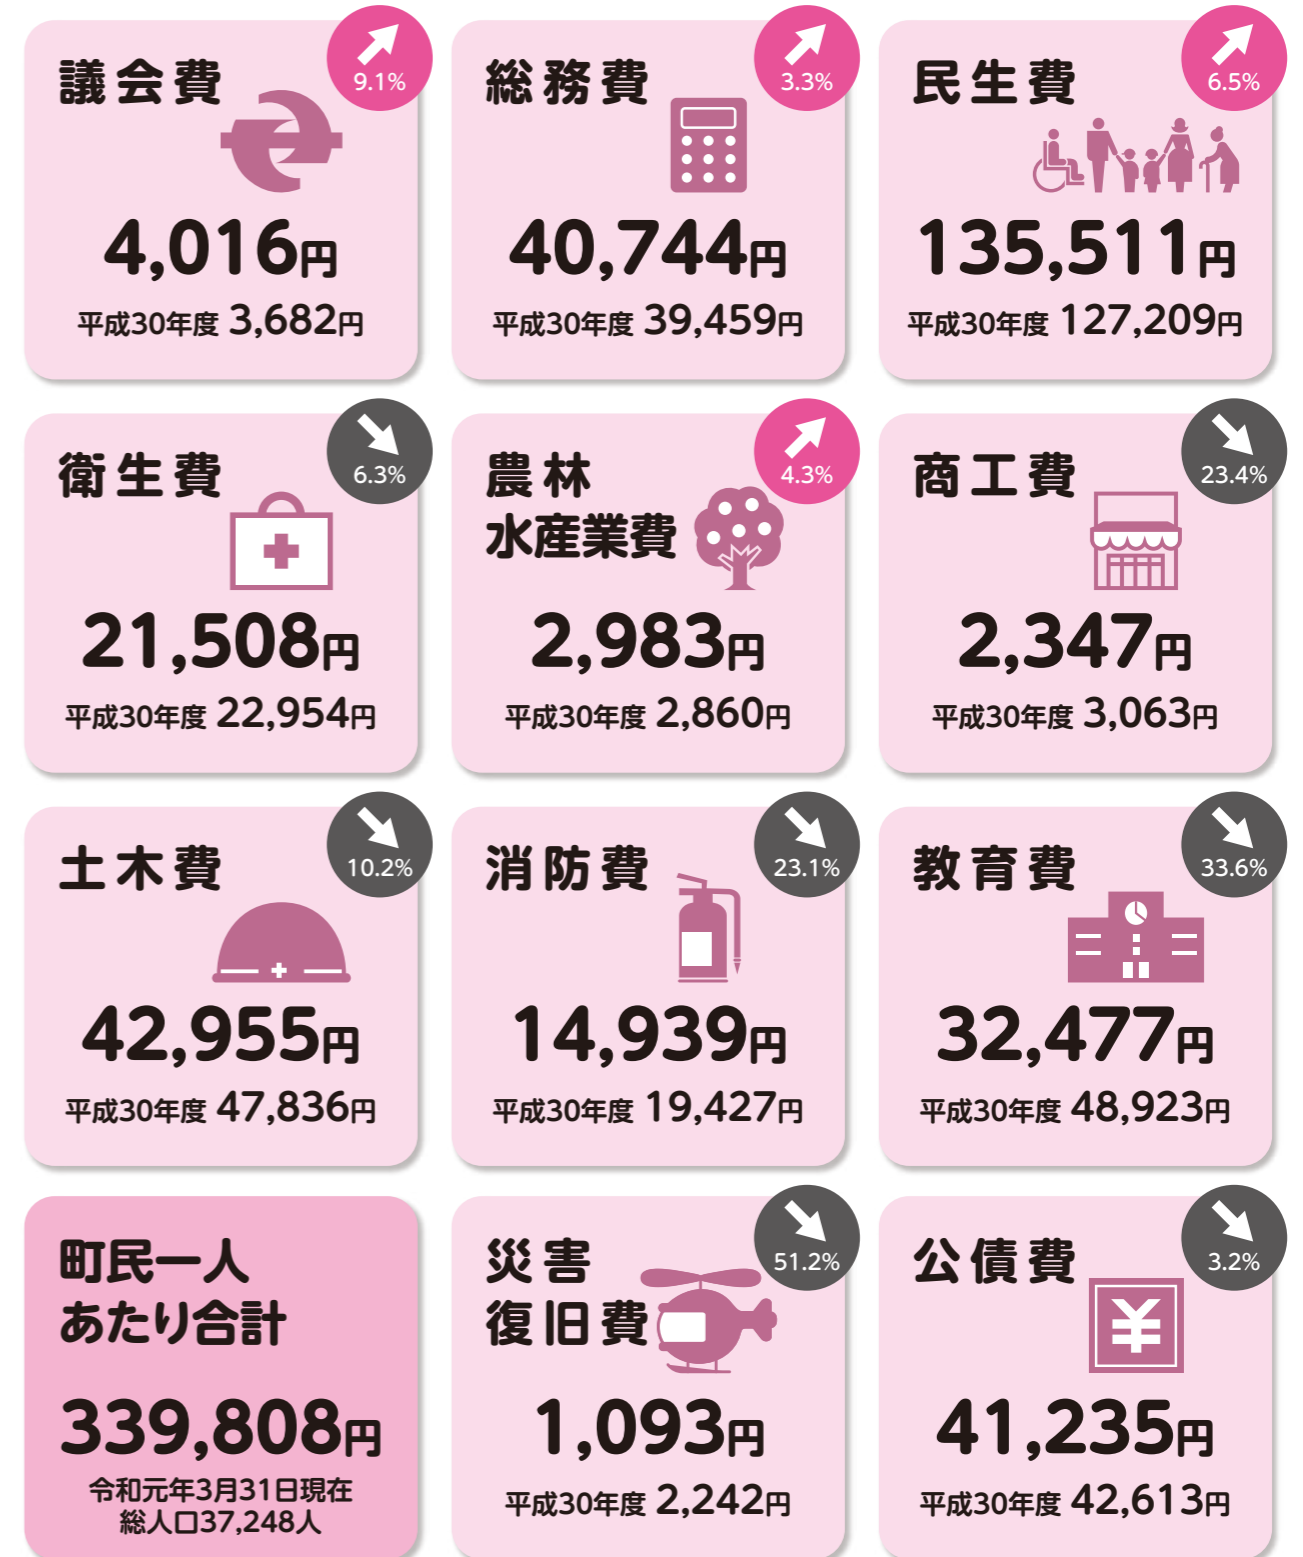 議会費
9.1%
4,016円
平成30年度 3,682円
総務費
3.3%
40,744円
平成30年度 39,459円
民生費
6.5%
135,511円
平成30年度 127,209円
衛生費
6.3%
21,508円
平成30年度 22,954円
農林
水産業費
4.3%
2,983円
平成30年度 2,860円
商工費
23.4%
2,347円
平成30年度 3,063円
土木費
10.2%
42,955円
平成30年度 47,836円
消防費
23.1%
14,939円
平成30年度 19,427円
教育費
33.6%
32,477円
平成30年度 48,923円
町民一人
あたり合計
339,808円
令和元年3月31日現在
総人口37,248人
災害
復旧費
51.2%
1,093円
平成30年度 2,242円
公債費
3.2%
¥
41,235円
平成30年度 42,613円